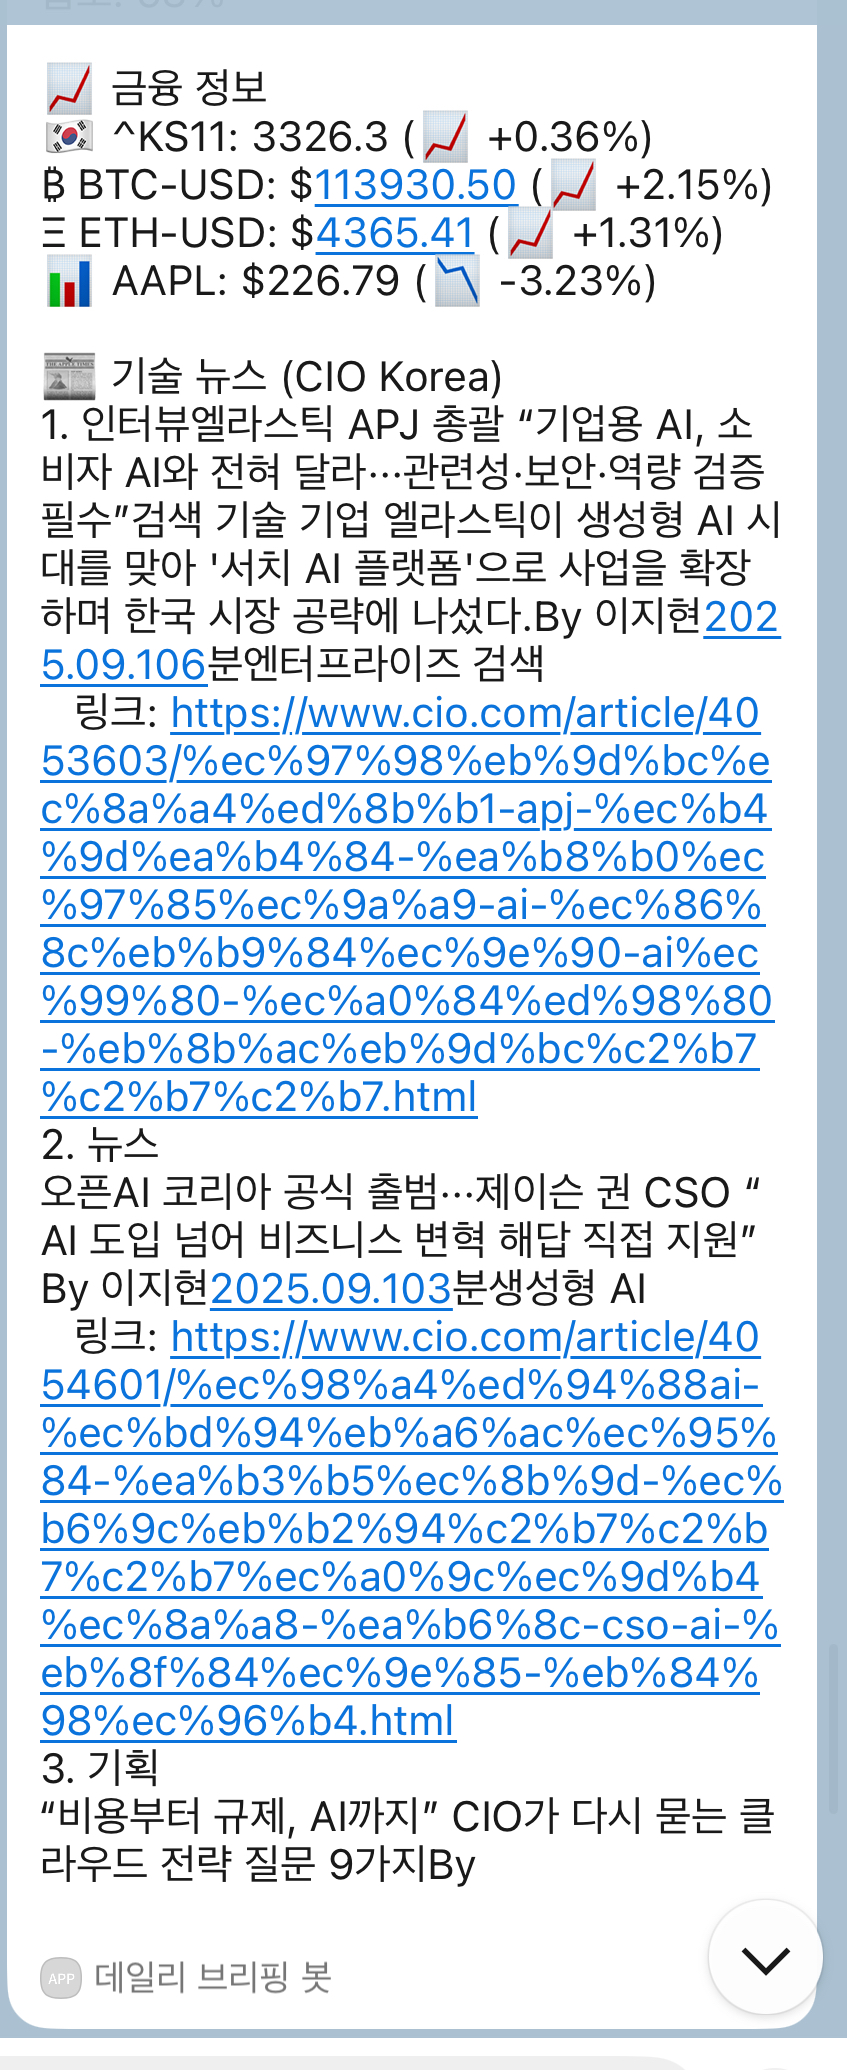 금융 정보
^KS11: 3326.3 (📈 +0.36%)
₿ BTC-USD: $113930.50 (📈 +2.15%)
Ξ ETH-USD: $4365.41 (📈 +1.31%)
AAPL: $226.79 (📉 -3.23%)
기술 뉴스 (CIO Korea)
1. 인터뷰엘라스틱 APJ 총괄 “기업용 AI, 소
비자 AI와 전혀 달라···관련성·보안·역량 검증
필수”검색 기술 기업 엘라스틱이 생성형 AI 시
대를 맞아 '서치 AI 플랫폼'으로 사업을 확장
하며 한국 시장 공략에 나섰다.By 이지현202
5.09.106분엔터프라이즈 검색
링크: https://www.cio.com/article/40
53603/%ec%97%98%eb%9d%bc%e
c%8a%a4%ed%8b%b1-apj-%ec%b4
%9d%ea%b4%84-%ea%b8%b0%ec
%97%85%ec%9a%a9-ai-%ec%86%
8c%eb%b9%84%ec%9e%90-ai%ec
%99%80-%ec%a0%84%ed%98%80
-%eb%8b%ac%eb%9d%bc%c2%b7
%c2%b7%c2%b7.html
2. 뉴스
오픈AI 코리아 공식 출범···제이슨 권 CSO “
AI 도입 넘어 비즈니스 변혁 해답 직접 지원”
By 이지현2025.09.103분생성형 AI
링크: https://www.cio.com/article/40
54601/%ec%98%a4%ed%94%88ai-
%ec%bd%94%eb%a6%ac%ec%95%
84-%ea%b3%b5%ec%8b%9d-%ec%
b6%9c%eb%b2%94%c2%b7%c2%b
7%c2%b7%ec%a0%9c%ec%9d%b4
%ec%8a%a8-%ea%b6%8c-cso-ai-%
eb%8f%84%ec%9e%85-%eb%84%
98%ec%96%b4.html
3. 기획
“비용부터 규제, AI까지” CIO가 다시 묻는 클
라우드 전략 질문 9가지By
APP 데일리 브리핑 봇